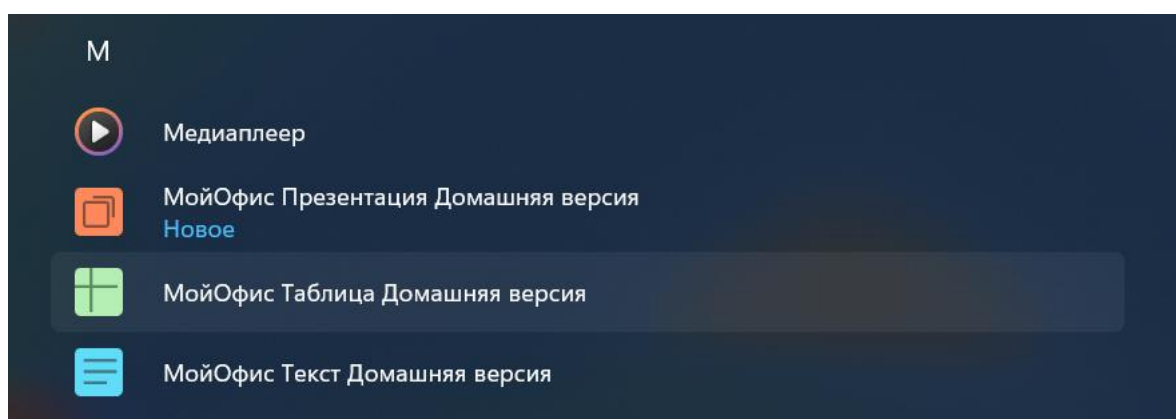 М
Медиаплеер
МойОфис Презентация Домашняя версия
Новое
МойОфис Таблица Домашняя версия
МойОфис Текст Домашняя версия